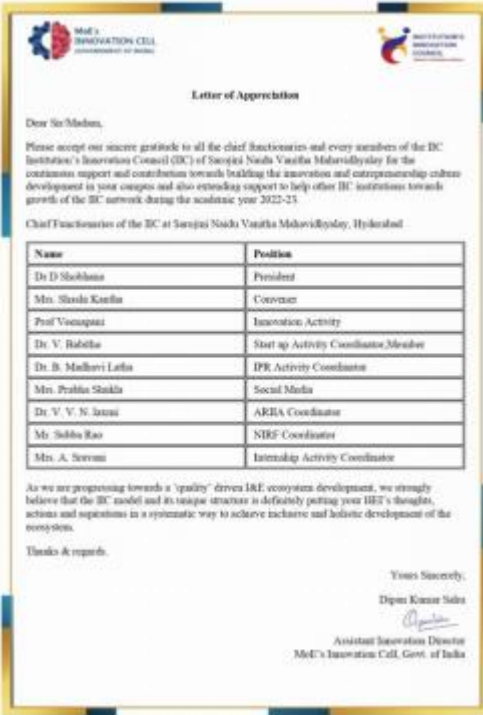 MoE's
INNOVATION CELL
GOVERNMENT OF INDIA
INSTITUTION'S
INNOVATION
COUNCIL
Letter of Appreciation
Dear Sir/Madam,
Please accept our sincere gratitude to all the chief functionaries and every members of the IIC
Institution's Innovation Council (IIC) of Sarojini Naidu Vanitha Mahavidhyalay for the
continuous support and contribution towards building the innovation and entrepreneurship culture
development in your campus and also extending support to help other IIC institutions towards
growth of the IIC network during the academic year 2022-23.
Chief Functionaries of the IIC at Sarojini Naidu Vanitha Mahavidhyalay, Hyderabad
Name Position
Dr D Shobhana President
Mrs. Shashi Kantha Convener
Prof Veenapani Innovation Activity
Dr. V. Babitha Start up Activity Coordinator,Member
Dr. B. Madhavi Latha IPR Activity Coordinator
Mrs. Prabha Shukla Social Media
Dr. V. V. N. ARIIA Coordinator
Mr. Subba Rao NIRF Coordinator
Mrs. A. Internship Activity Coordinator
As we are progressing towards a 'quality' driven I&E ecosystem development, we strongly
believe that the IIC model and its unique structure is definitely putting your HEI's thoughts,
actions and aspirations in a systematic way to achieve inclusive and holistic development of the
ecosystem.
Thanks & regards.
Yours Sincerely,
Dipan Kumar Sahu
Assistant Innovation Director
MoE's Innovation Cell, Govt. of India